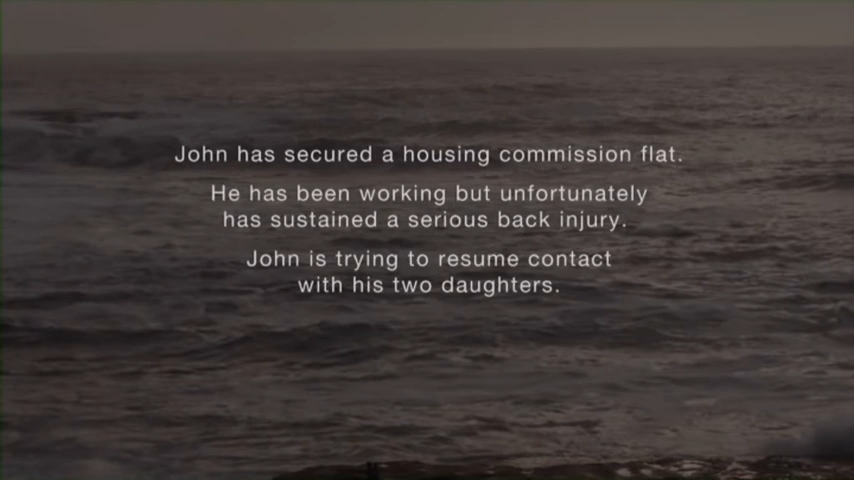 John has secured a housing commission flat.
He has been working but unfortunately
has sustained a serious back injury.
John is trying to resume contact
with his two daughters.